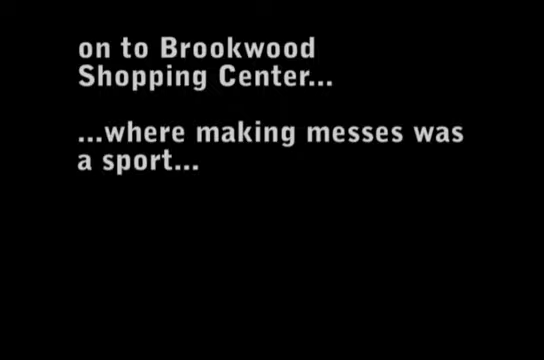 on to Brookwood
Shopping Center...
...where making messes was
a sport...